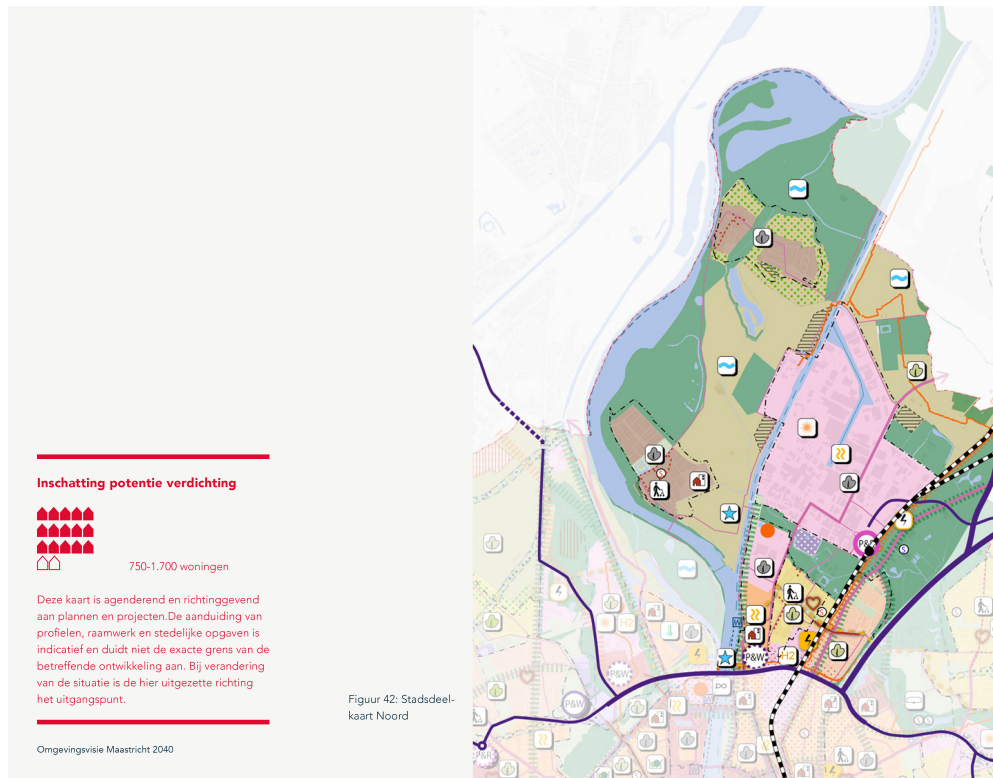 Inschatting potentie verdichting
750-1.700 woningen
Deze kaart is agenderend en richtinggevend
aan plannen en projecten.De aanduiding van
profielen, raamwerk en stedelijke opgaven is
indicatief en duidt niet de exacte grens van de
betreffende ontwikkeling aan. Bij verandering
van de situatie is de hier uitgezette richting
het uitgangspunt.
Figuur 42: Stadsdeel-
kaart Noord
Omgevingsvisie Maastricht 2040
P&R
S
S
S
W
P&W
H2
H2
P&W
P&W
P&R